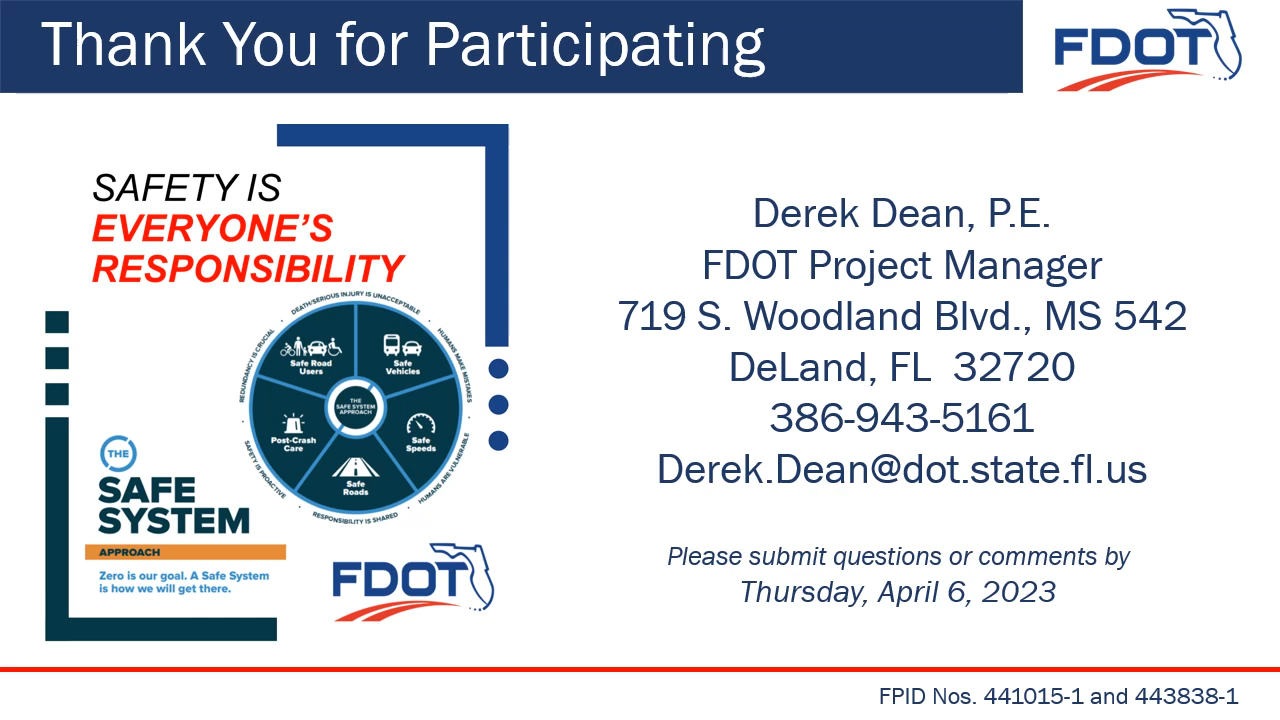 Thank You for Participating
FDOT
SAFETY IS
EVERYONE'S
RESPONSIBILITY
DEATH/SERIOUS INJURY IS UNACCEPTABLE
HUMANS MAKE MISTAKES
HUMANS ARE VULNERABLE
RESPONSIBILITY IS SHARED
SAFETY IS PROACTIVE
REDUNDANCY IS CRUCIAL
Safe Road
Users
Safe
Vehicles
THE
SAFE SYSTEM
APPROACH
Post-Crash
Care
Safe
Speeds
Safe
Roads
THE
SAFE
SYSTEM
APPROACH
Zero is our goal. A Safe System
is how we will get there.
FDOT
Derek Dean, P.E.
FDOT Project Manager
719 S. Woodland Blvd., MS 542
DeLand, FL 32720
386-943-5161
Derek.Dean@dot.state.fl.us
Please submit questions or comments by
Thursday, April 6, 2023
FPID Nos. 441015-1 and 443838-1